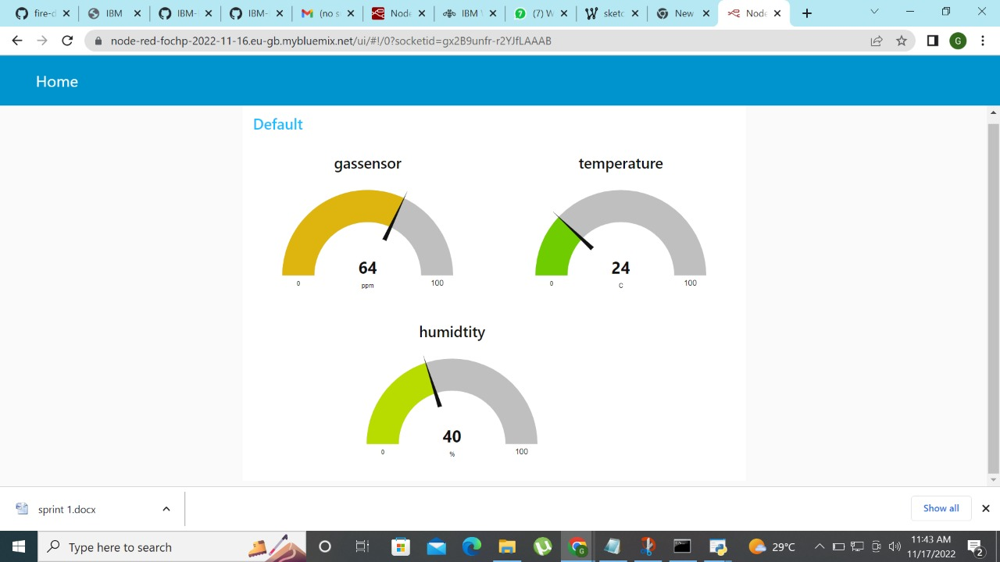 fire-d
IBM
IBM-
IBM-
(no s
Node
IBM W
(7) W
sketc
New
Node
node-red-fochp-2022-11-16.eu-gb.mybluemix.net/ui/#!/0?socketid=gx2B9unfr-r2YJfLAAAB
G
Home
Default
gassensor
64
ppm
0
100
temperature
24
C
0
100
humidtity
40
%
0
100
sprint 1.docx
Show all
Type here to search
29°C
11:43 AM
11/17/2022
2